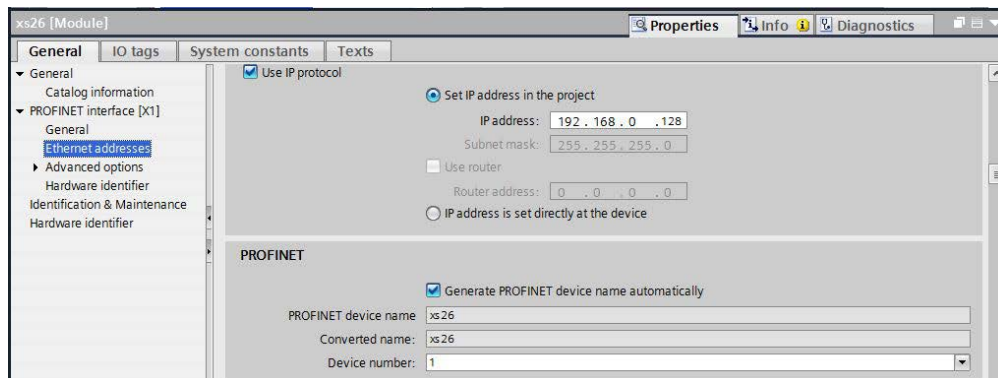 xs26 [Module]
Properties
Info
Diagnostics
General
IO tags
System constants
Texts
General
Catalog information
PROFINET interface [X1]
General
Ethernet addresses
Advanced options
Hardware identifier
Identification & Maintenance
Hardware identifier
Use IP protocol
Set IP address in the project
IP address: 192 . 168 . 0 . 128
Subnet mask: 255 . 255 . 255 . 0
Use router
Router address: 0 . 0 . 0 . 0
IP address is set directly at the device
PROFINET
Generate PROFINET device name automatically
PROFINET device name xs26
Converted name: xs26
Device number: 1